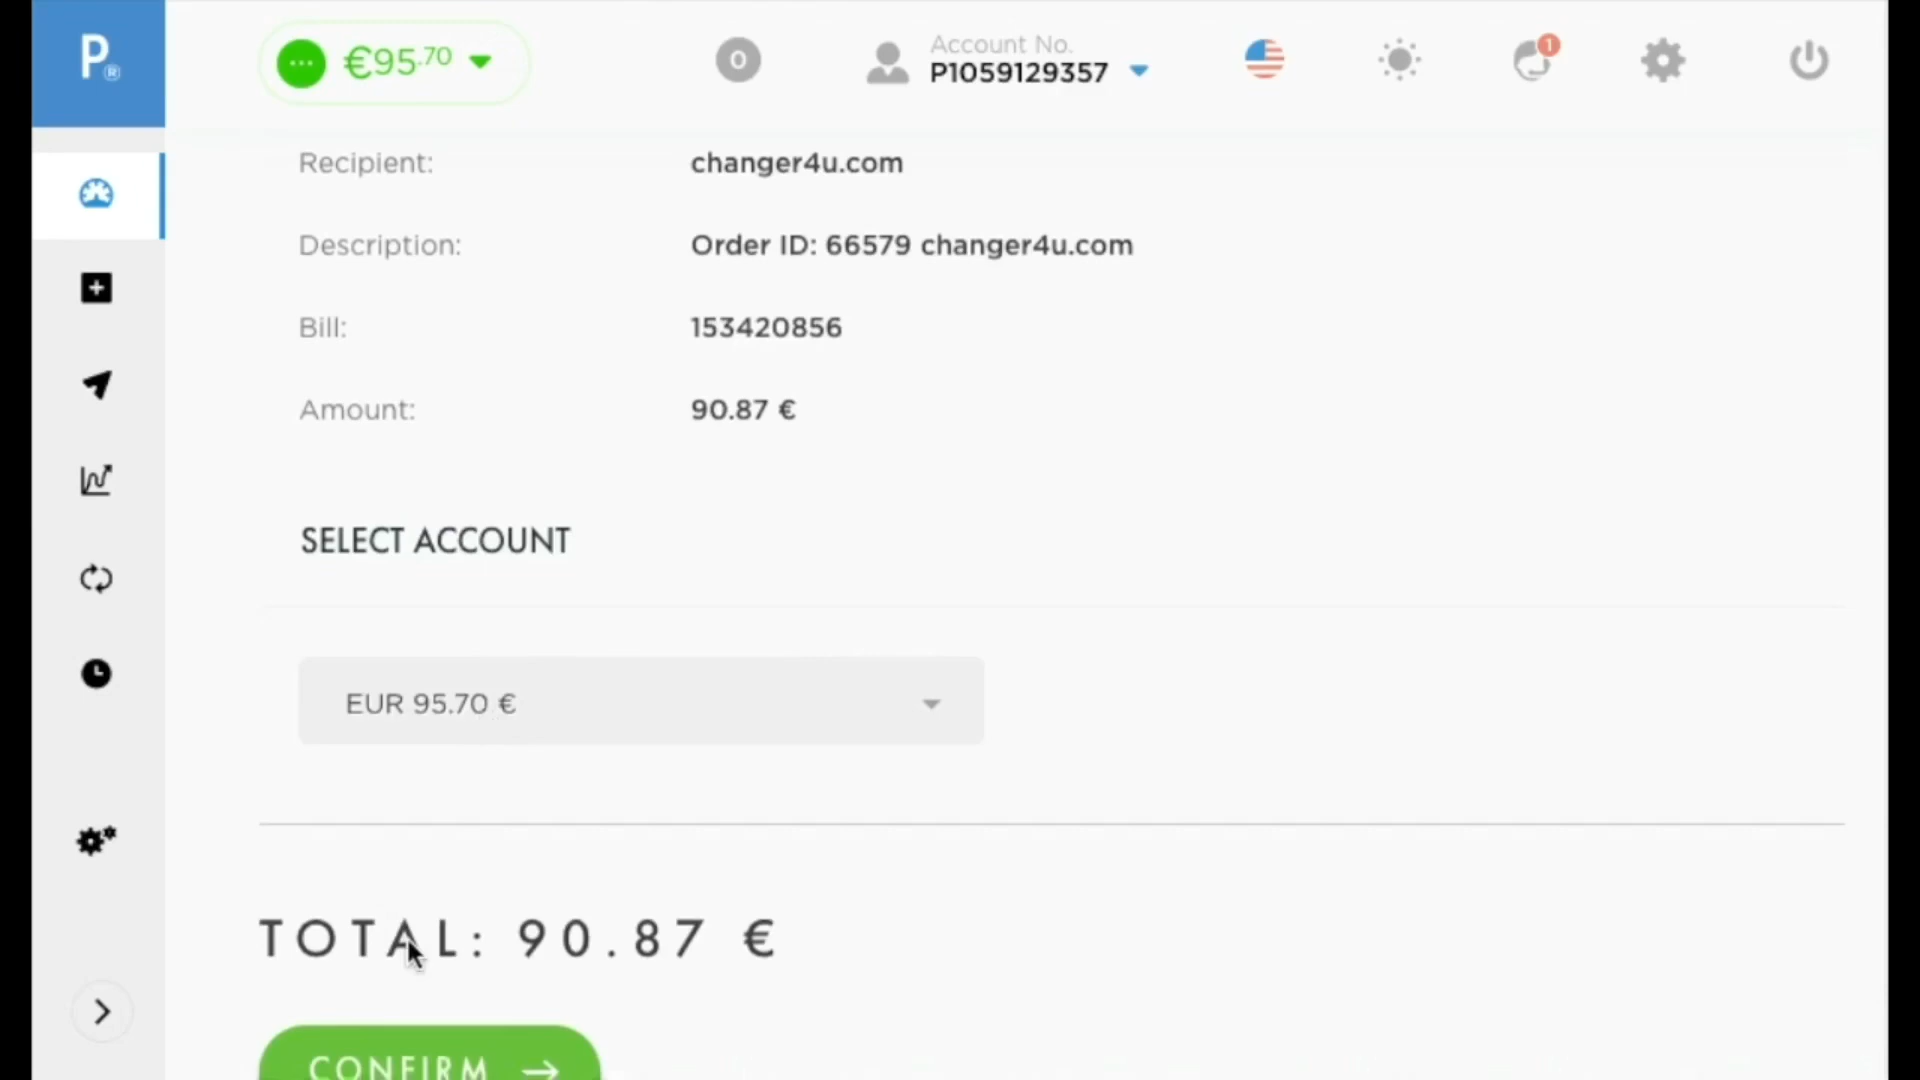 P®
€95.70
0
Account No.
P1059129357
1
Recipient: changer4u.com
Description: Order ID: 66579 changer4u.com
Bill: 153420856
Amount: 90.87 €
SELECT ACCOUNT
EUR 95.70 €
TOTAL: 90.87 €
CONFIRM